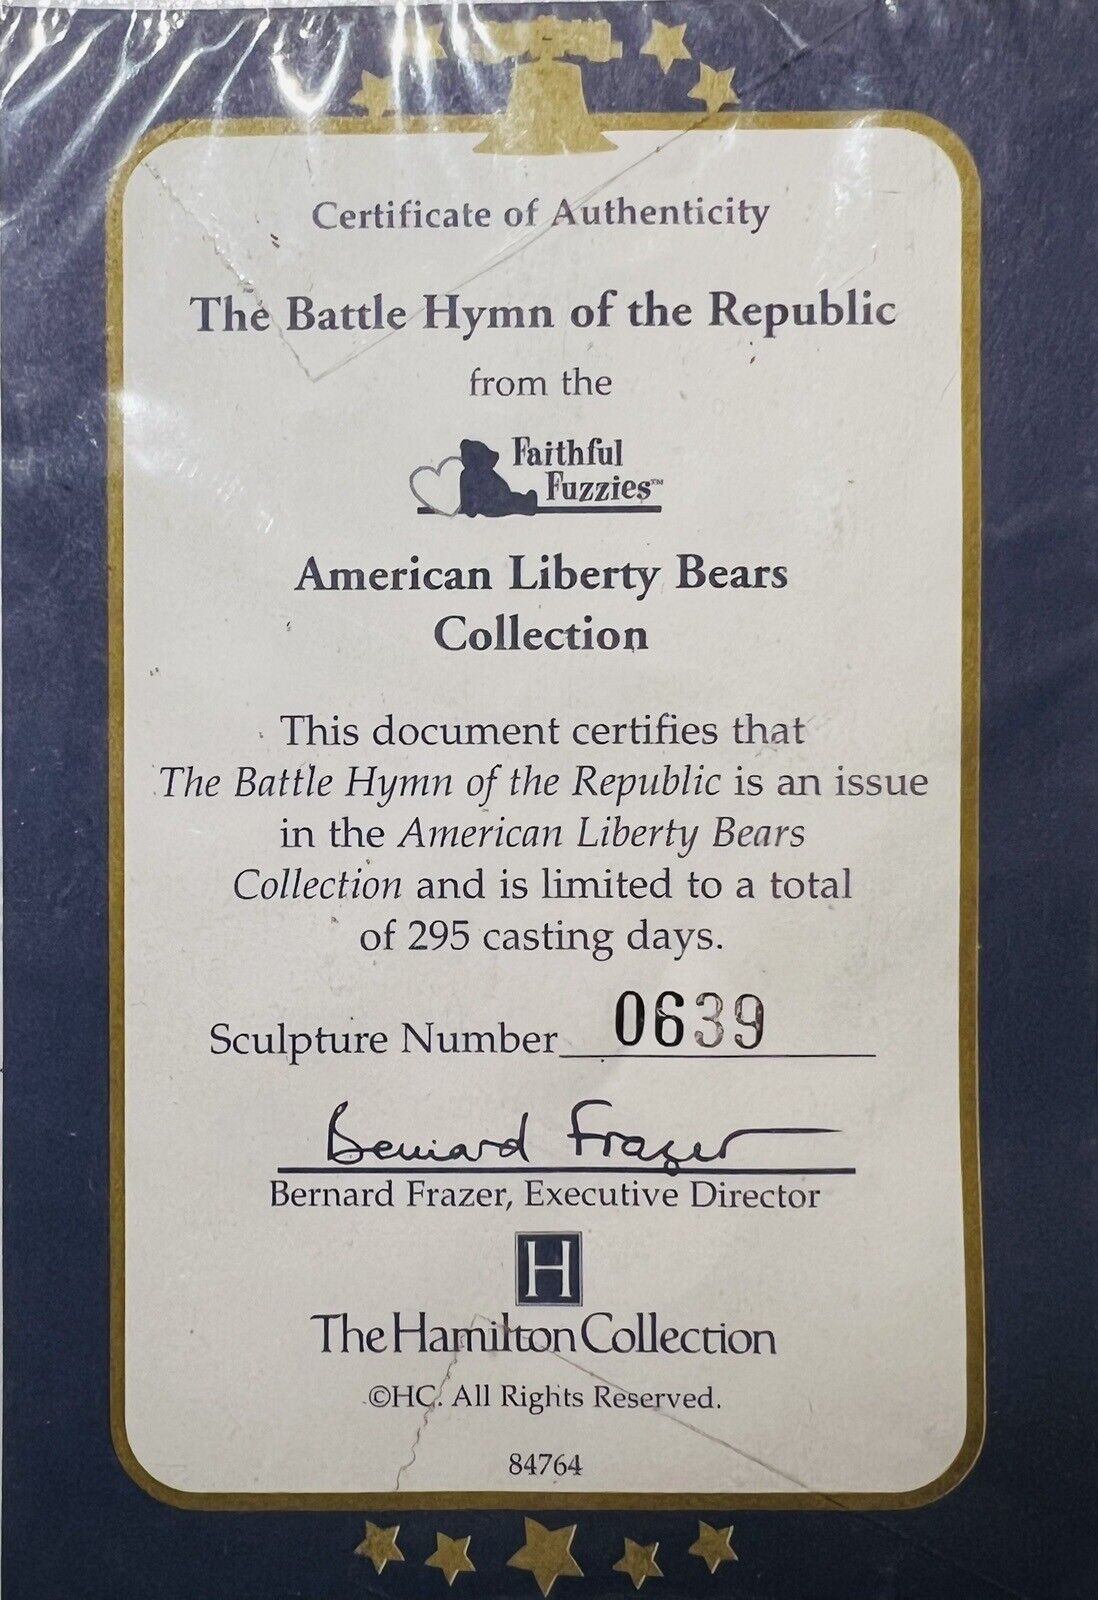 Certificate of Authenticity
The Battle Hymn of the Republic
from the
Faithful
Fuzzies™
American Liberty Bears
Collection
This document certifies that
The Battle Hymn of the Republic is an issue
in the American Liberty Bears
Collection and is limited to a total
of 295 casting days.
Sculpture Number 0639
Bernard Frazer
Bernard Frazer, Executive Director
H
The Hamilton Collection
©HC. All Rights Reserved.
84764